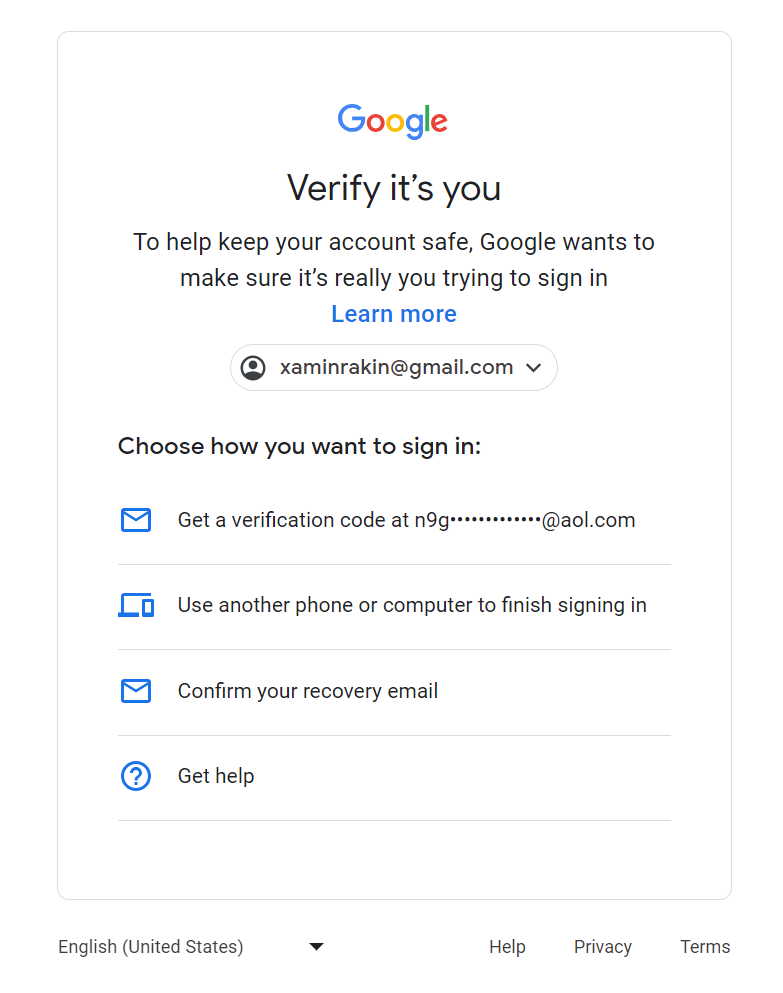 Google
Verify it’s you
To help keep your account safe, Google wants to
make sure it’s really you trying to sign in
Learn more
xaminrakin@gmail.com
Choose how you want to sign in:
Get a verification code at n9g•••••••••••••@aol.com
Use another phone or computer to finish signing in
Confirm your recovery email
Get help
English (United States) Help Privacy Terms